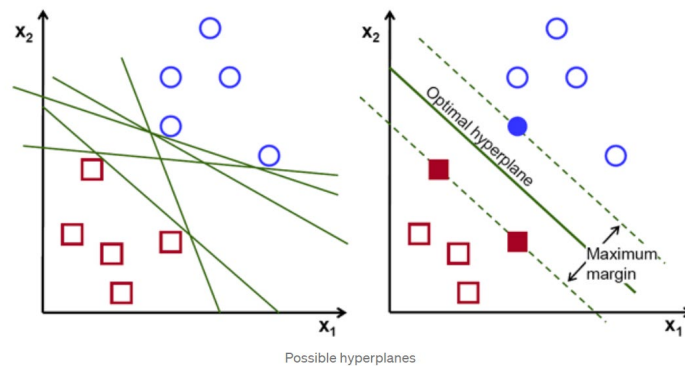 x2
x1
x2
Optimal hyperplane
Maximum
margin
x1
Possible hyperplanes